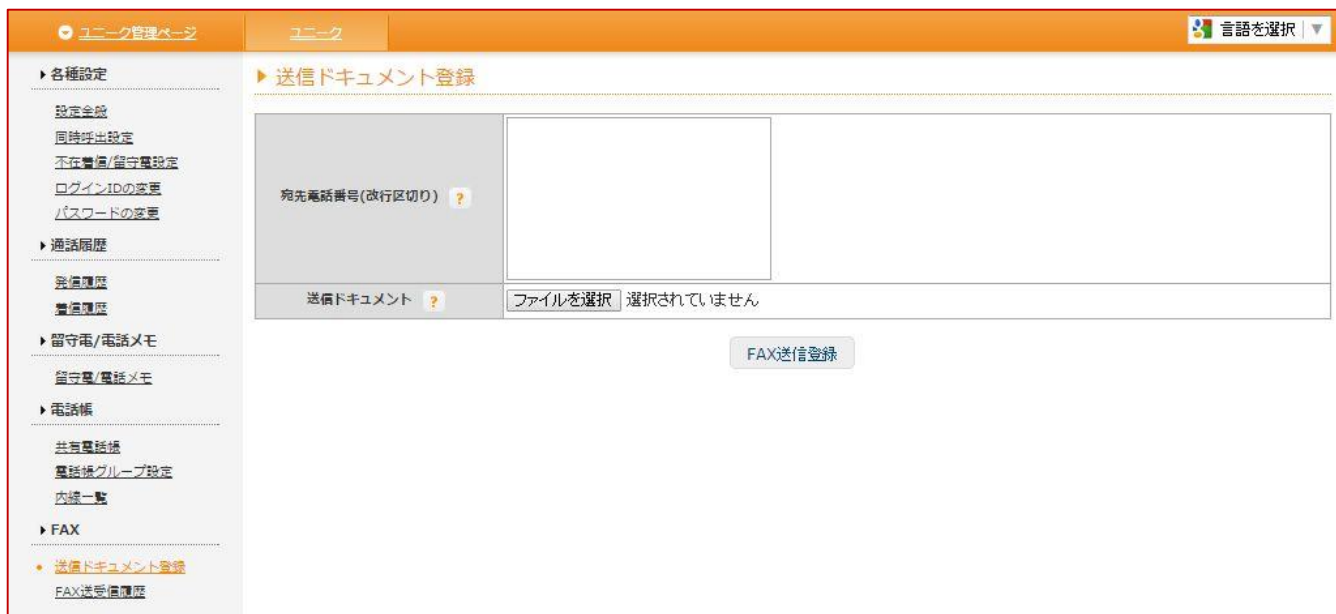 ユニーク管理ページ
ユニーク
言語を選択
各種設定
設定全般
同時呼出設定
不在着信/留守電設定
ログインIDの変更
パスワードの変更
通話履歴
発信履歴
着信履歴
留守電/電話メモ
留守電/電話メモ
電話帳
共有電話帳
電話帳グループ設定
内線一覧
FAX
送信ドキュメント登録
FAX送受信履歴
送信ドキュメント登録
宛先電話番号(改行区切り) ?
送信ドキュメント ?
ファイルを選択 選択されていません
FAX送信登録